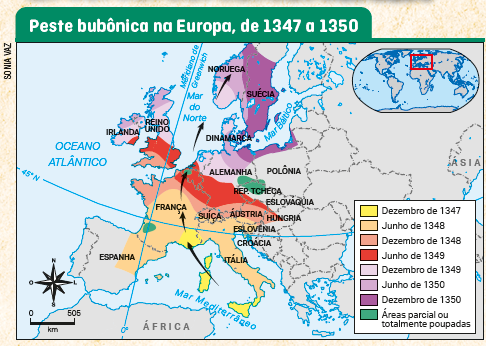 Peste bubônica na Europa, de 1347 a 1350
SONIA VAZ
Meridiano de
Greenwich
NORUEGA
SUÉCIA
Mar
do
Norte
Mar Báltico
REINO
UNIDO
IRLANDA
DINAMARCA
OCEANO
ATLÂNTICO
ÁSIA
45° N
ALEMANHA
POLÔNIA
REP. TCHECA
ESLOVÁQUIA
FRANÇA
SUÍÇA
ÁUSTRIA
HUNGRIA
ESLOVÊNIA
CROÁCIA
ESPANHA
ITÁLIA
Mar Mediterrâneo
ÁFRICA
N
O
L
S
0
505
km
0°
Dezembro de 1347
Junho de 1348
Dezembro de 1348
Junho de 1349
Dezembro de 1349
Junho de 1350
Dezembro de 1350
Áreas parcial ou
totalmente poupadas